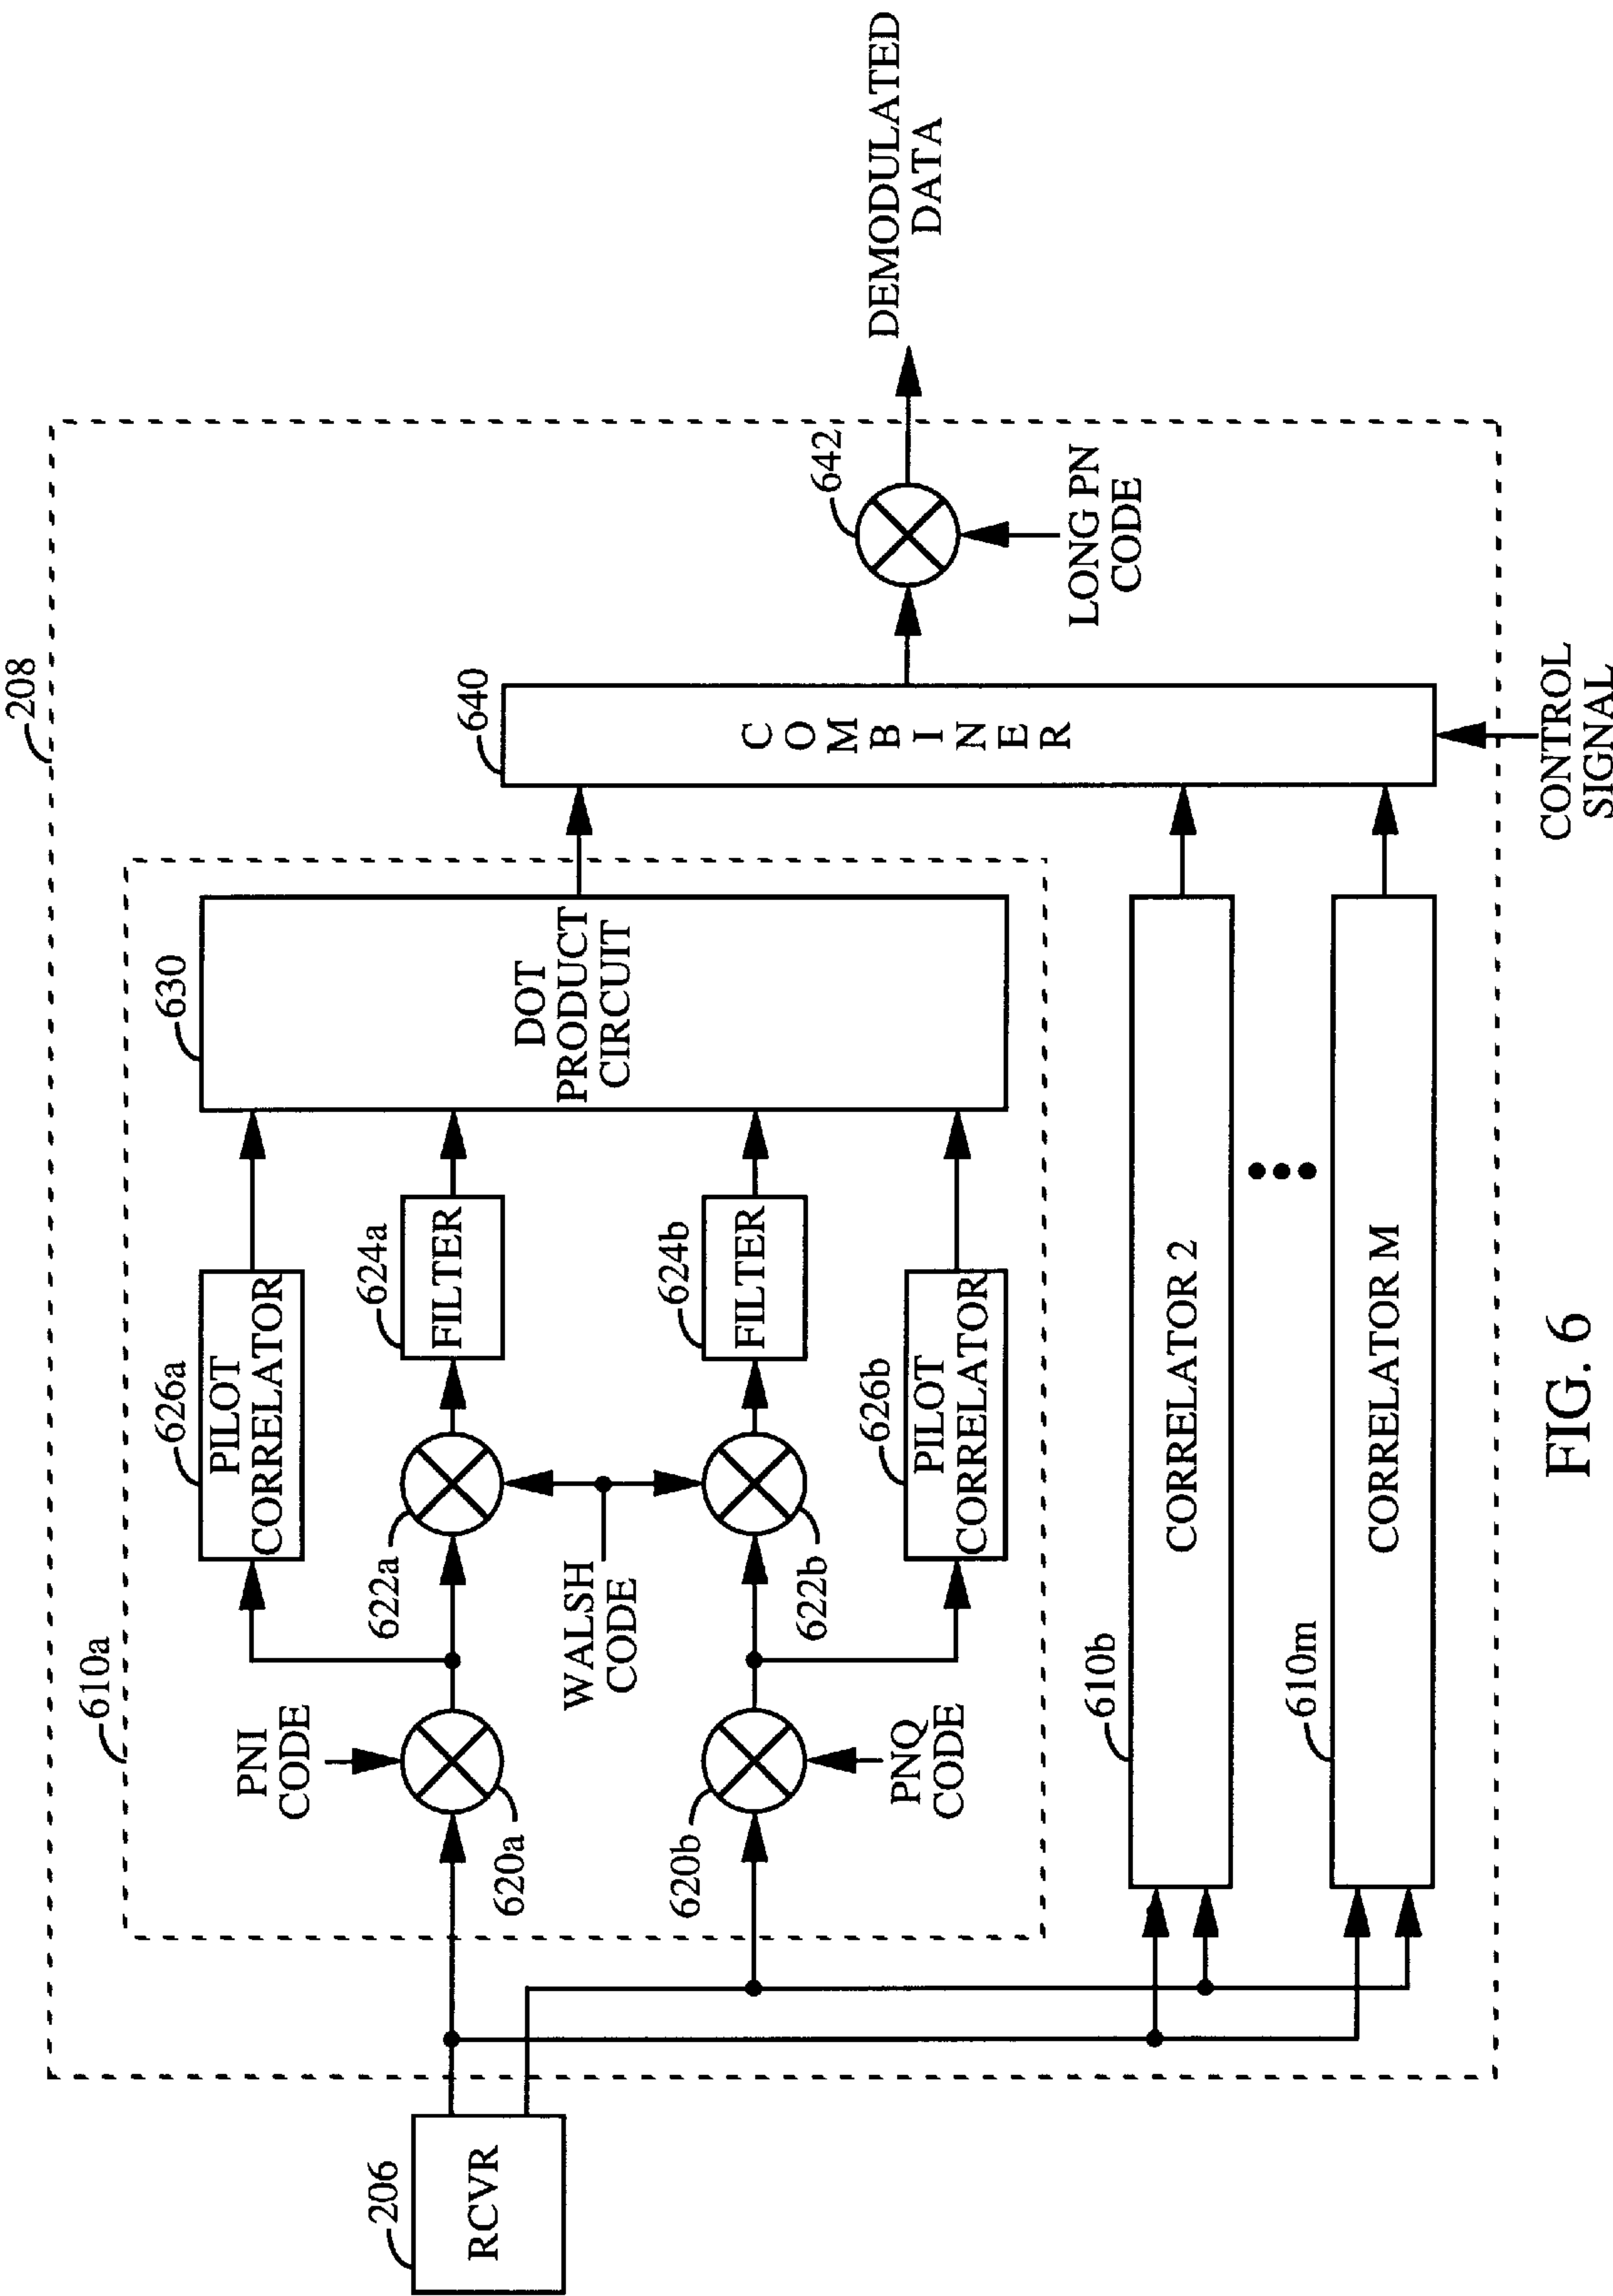 208
610a
626a
PILOT
CORRELATOR
630
DOT
PRODUCT
CIRCUIT
PNI
CODE
622a
624a
FILTER
620a
640
COMBINER
642
DEMODULATED
DATA
LONG PN
CODE
206
RCVR
WALSH
CODE
624b
FILTER
620b
622b
626b
PILOT
CORRELATOR
PNQ
CODE
610b
CORRELATOR 2
610m
CORRELATOR M
CONTROL
SIGNAL
FIG. 6